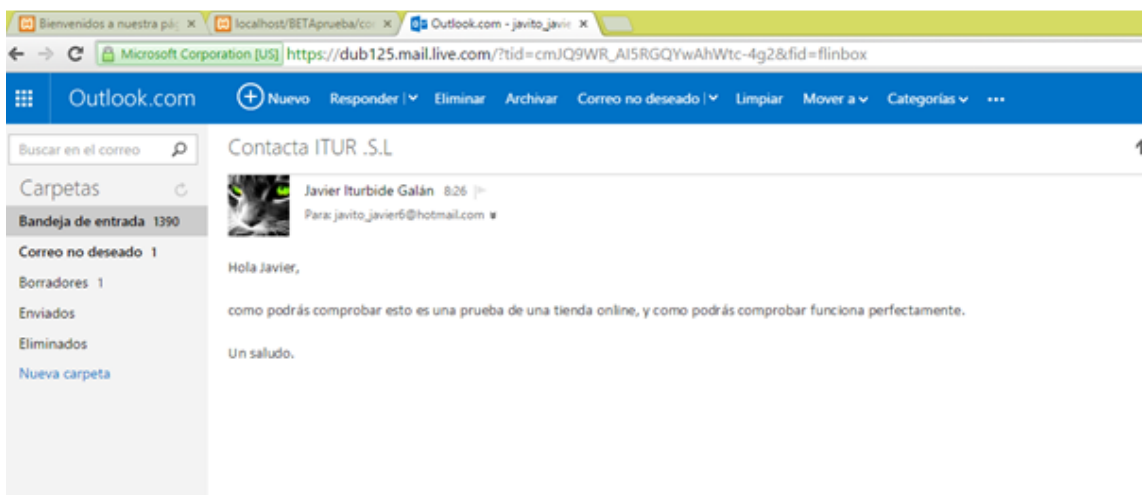 Bienvenidos a nuestra pág
localhost/BETAprueba/cor
Outlook.com - javito_javie
Microsoft Corporation [US] https://dub125.mail.live.com/?tid=cmJQ9WR_AI5RGQYwAhWtc-4g2&fid=flinbox
Outlook.com
Nuevo Responder Eliminar Archivar Correo no deseado Limpiar Mover a Categorías •••
Buscar en el correo
Contacta ITUR .S.L
Carpetas
Javier Iturbide Galán 8:26
Para: javito_javier6@hotmail.com
Bandeja de entrada 1390
Correo no deseado 1
Borradores 1
Enviados
Eliminados
Nueva carpeta
Hola Javier,
como podrás comprobar esto es una prueba de una tienda online, y como podrás comprobar funciona perfectamente.
Un saludo.